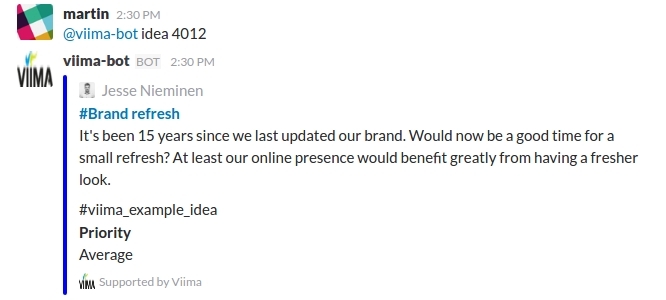 martin 2:30 PM
@viima-bot idea 4012
viima-bot BOT 2:30 PM
VIIMA
Jesse Nieminen
#Brand refresh
It's been 15 years since we last updated our brand. Would now be a good time for a
small refresh? At least our online presence would benefit greatly from having a fresher
look.
#viima_example_idea
Priority
Average
VIIMA Supported by Viima